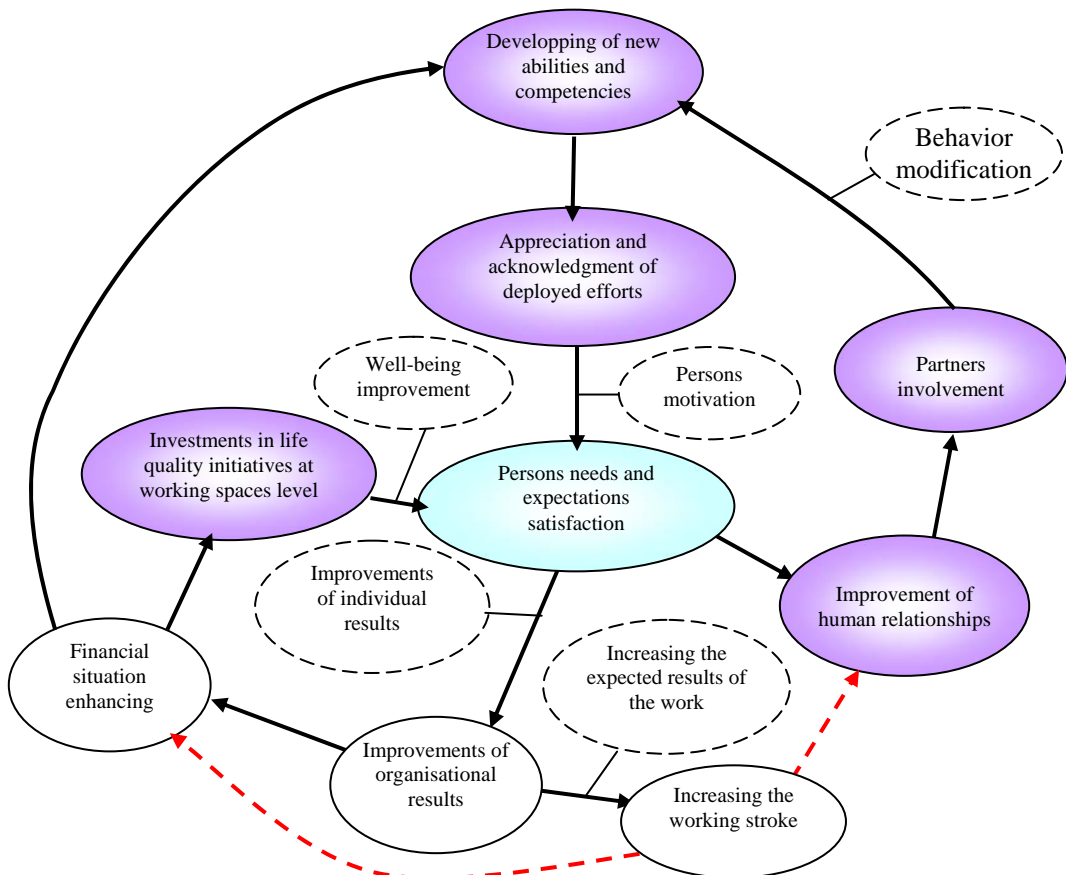 Developping of new
abilities and
competencies
Behavior
modification
Appreciation and
acknowledgment of
deployed efforts
Well-being
improvement
Persons
motivation
Partners
involvement
Investments in life
quality initiatives at
working spaces level
Persons needs and
expectations
satisfaction
Improvements
of individual
results
Improvement of
human relationships
Financial
situation
enhancing
Increasing the
expected results of
the work
Improvements of
organisational
results
Increasing the
working stroke